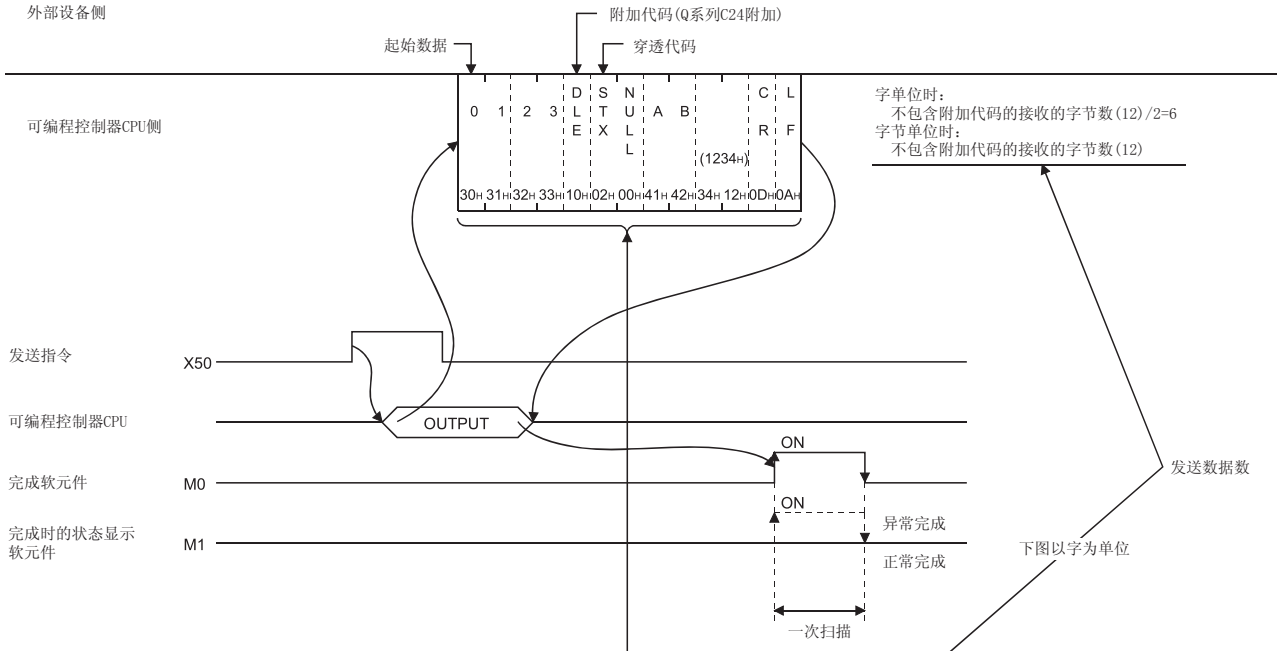 外部设备侧
附加代码(Q系列C24附加)
起始数据
穿透代码
可编程控制器CPU侧
0 1 2 3 DLE STX NULL A B (1234H) CR LF
30H 31H 32H 33H 10H 02H 00H 41H 42H 34H 12H 0DH 0AH
字单位时：
不包含附加代码的接收的字节数(12)/2=6
字节单位时：
不包含附加代码的接收的字节数(12)
发送指令
X50
可编程控制器CPU
OUTPUT
完成软元件
M0
ON
发送数据数
完成时的状态显示
软元件
M1
ON
异常完成
正常完成
下图以字为单位
一次扫描